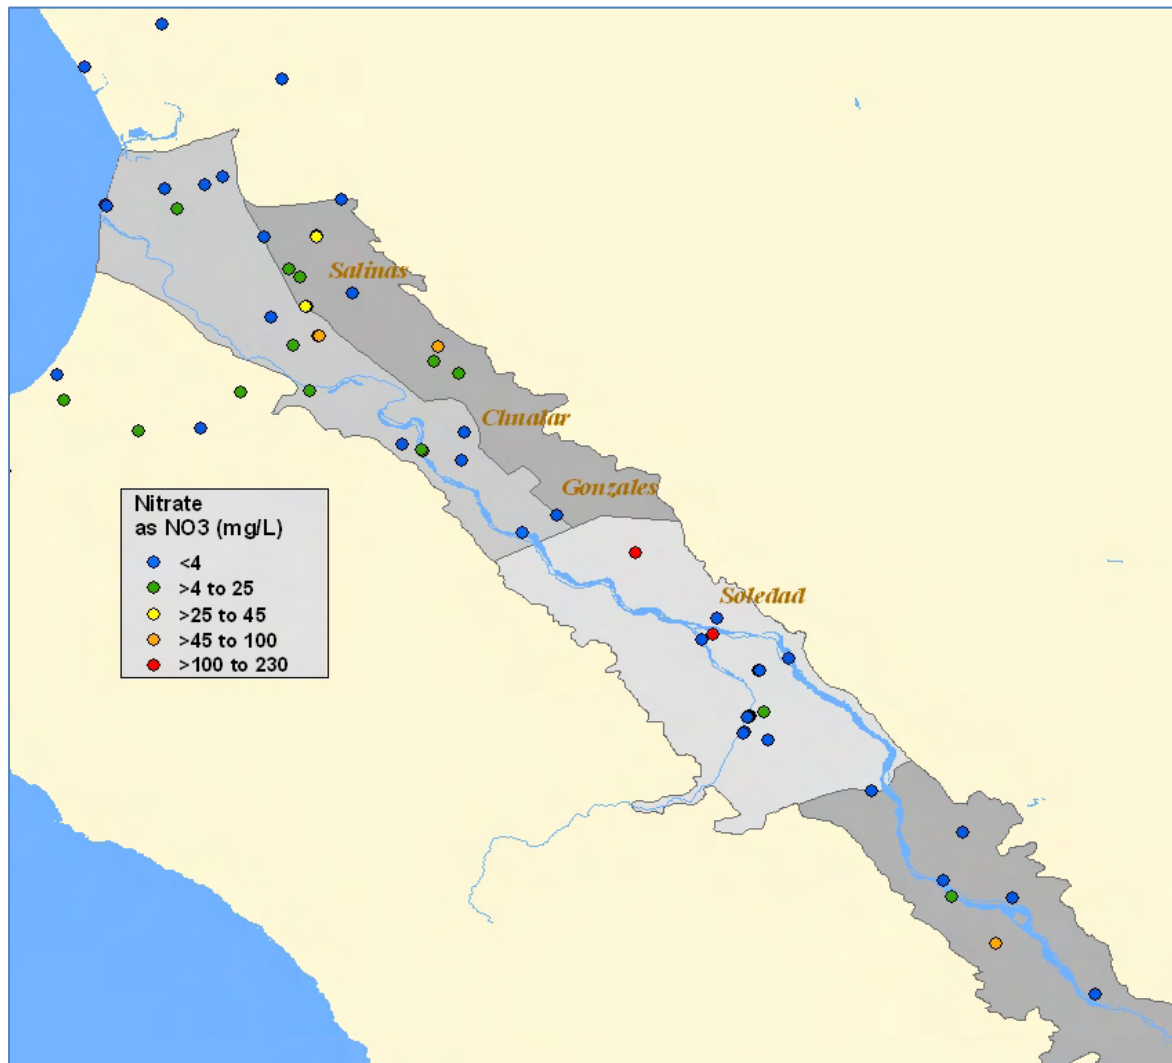 Salinas
Chualar
Gonzales
Soledad
Nitrate
as NO3 (mg/L)
<4
>4 to 25
>25 to 45
>45 to 100
>100 to 230